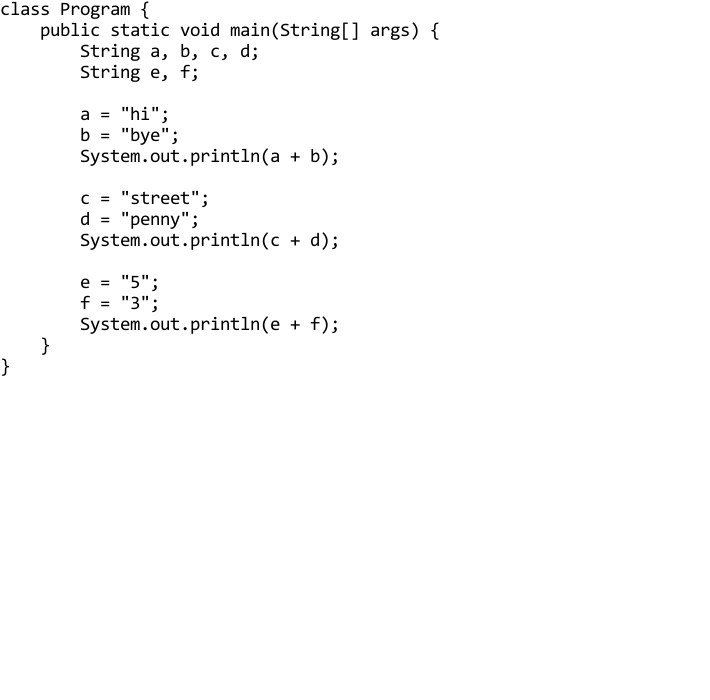 class Program {
    public static void main(String[] args) {
        String a, b, c, d;
        String e, f;

        a = "hi";
        b = "bye";
        System.out.println(a + b);

        c = "street";
        d = "penny";
        System.out.println(c + d);

        e = "5";
        f = "3";
        System.out.println(e + f);
    }
}